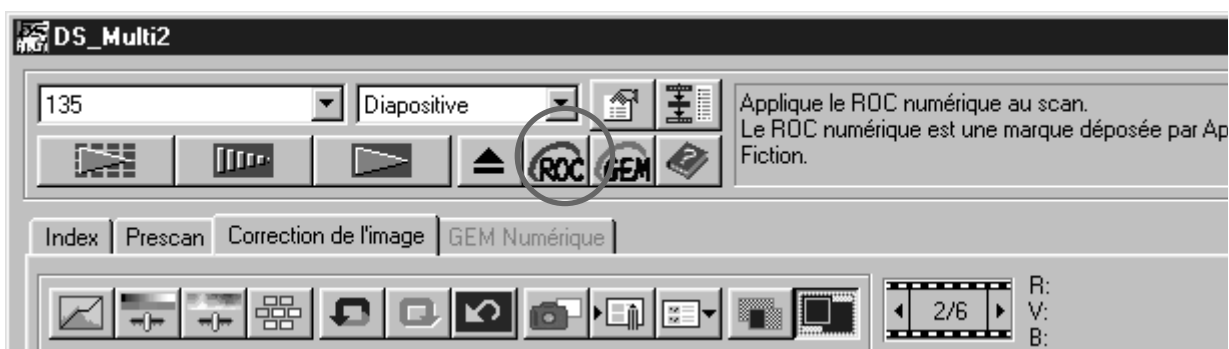 DS_Multi2
135
Diapositive
Applique le ROC numérique au scan.
Le ROC numérique est une marque déposée par Ap
Fiction.
ROC
GEM
Index
Prescan
Correction de l'image
GEM Numérique
2/6
R:
V:
B: